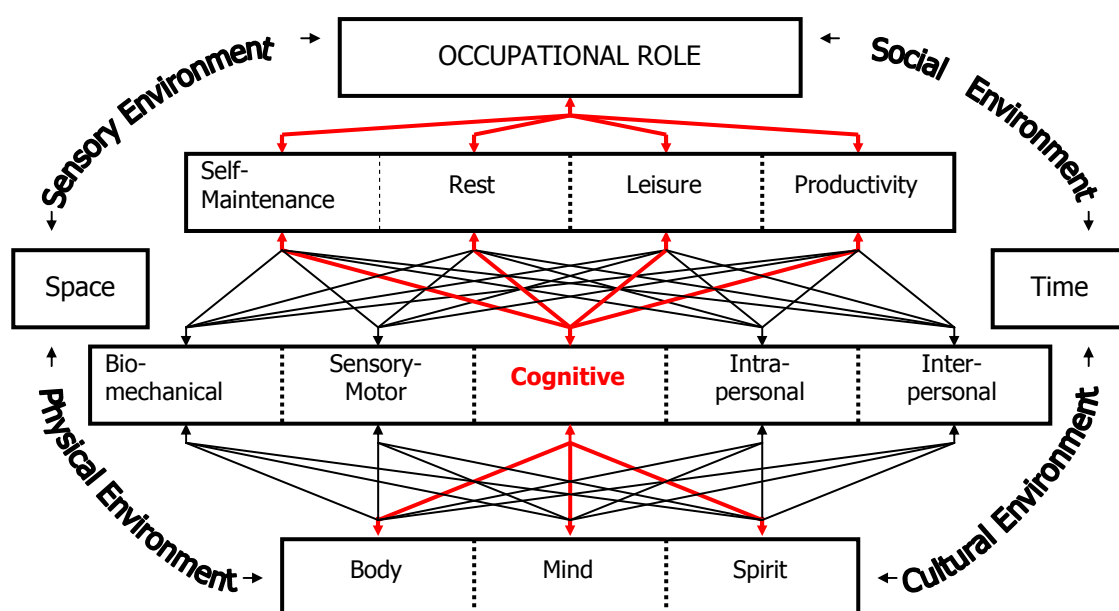 OCCUPATIONAL ROLE
Sensory Environment
Social Environment
Self-
Maintenance
Rest
Leisure
Productivity
Space
Time
Bio-
mechanical
Sensory-
Motor
Cognitive
Intra-
personal
Inter-
personal
Physical Environment
Cultural Environment
Body
Mind
Spirit